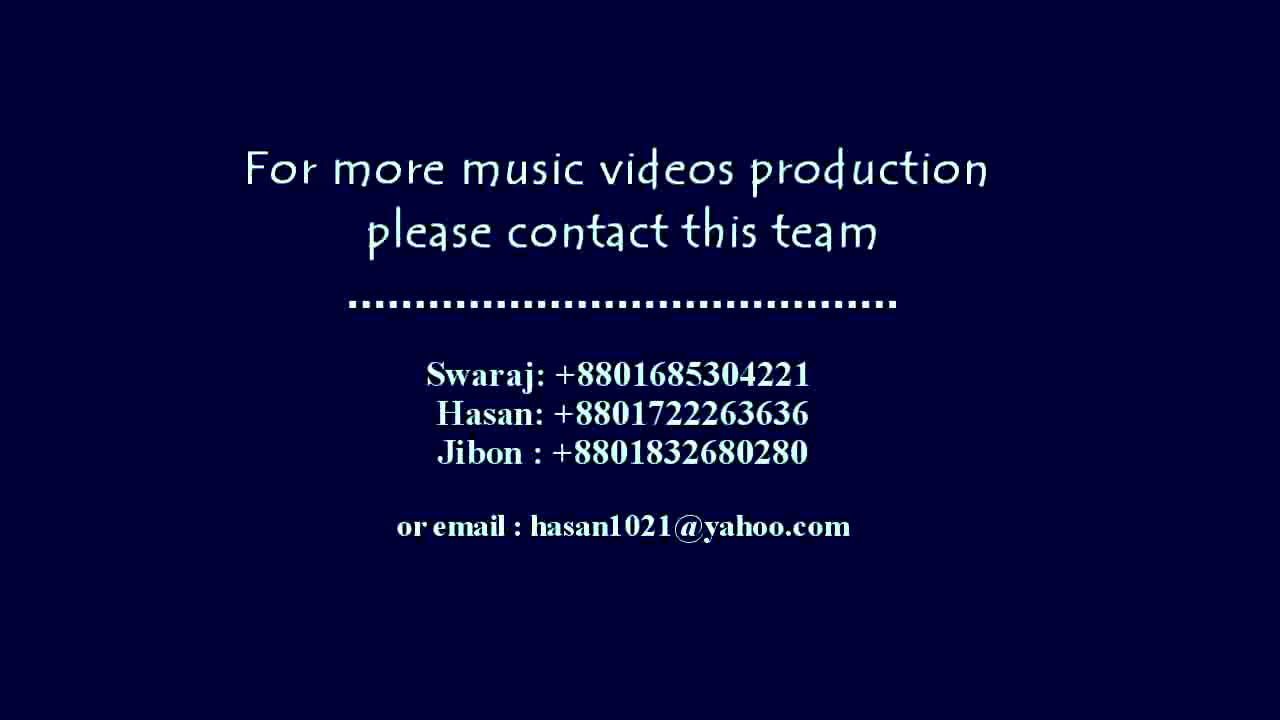 For more music videos production
please contact this team
.........................................
Swaraj: +8801685304221
Hasan: +8801722263636
Jibon : +8801832680280
or email : hasan1021@yahoo.com